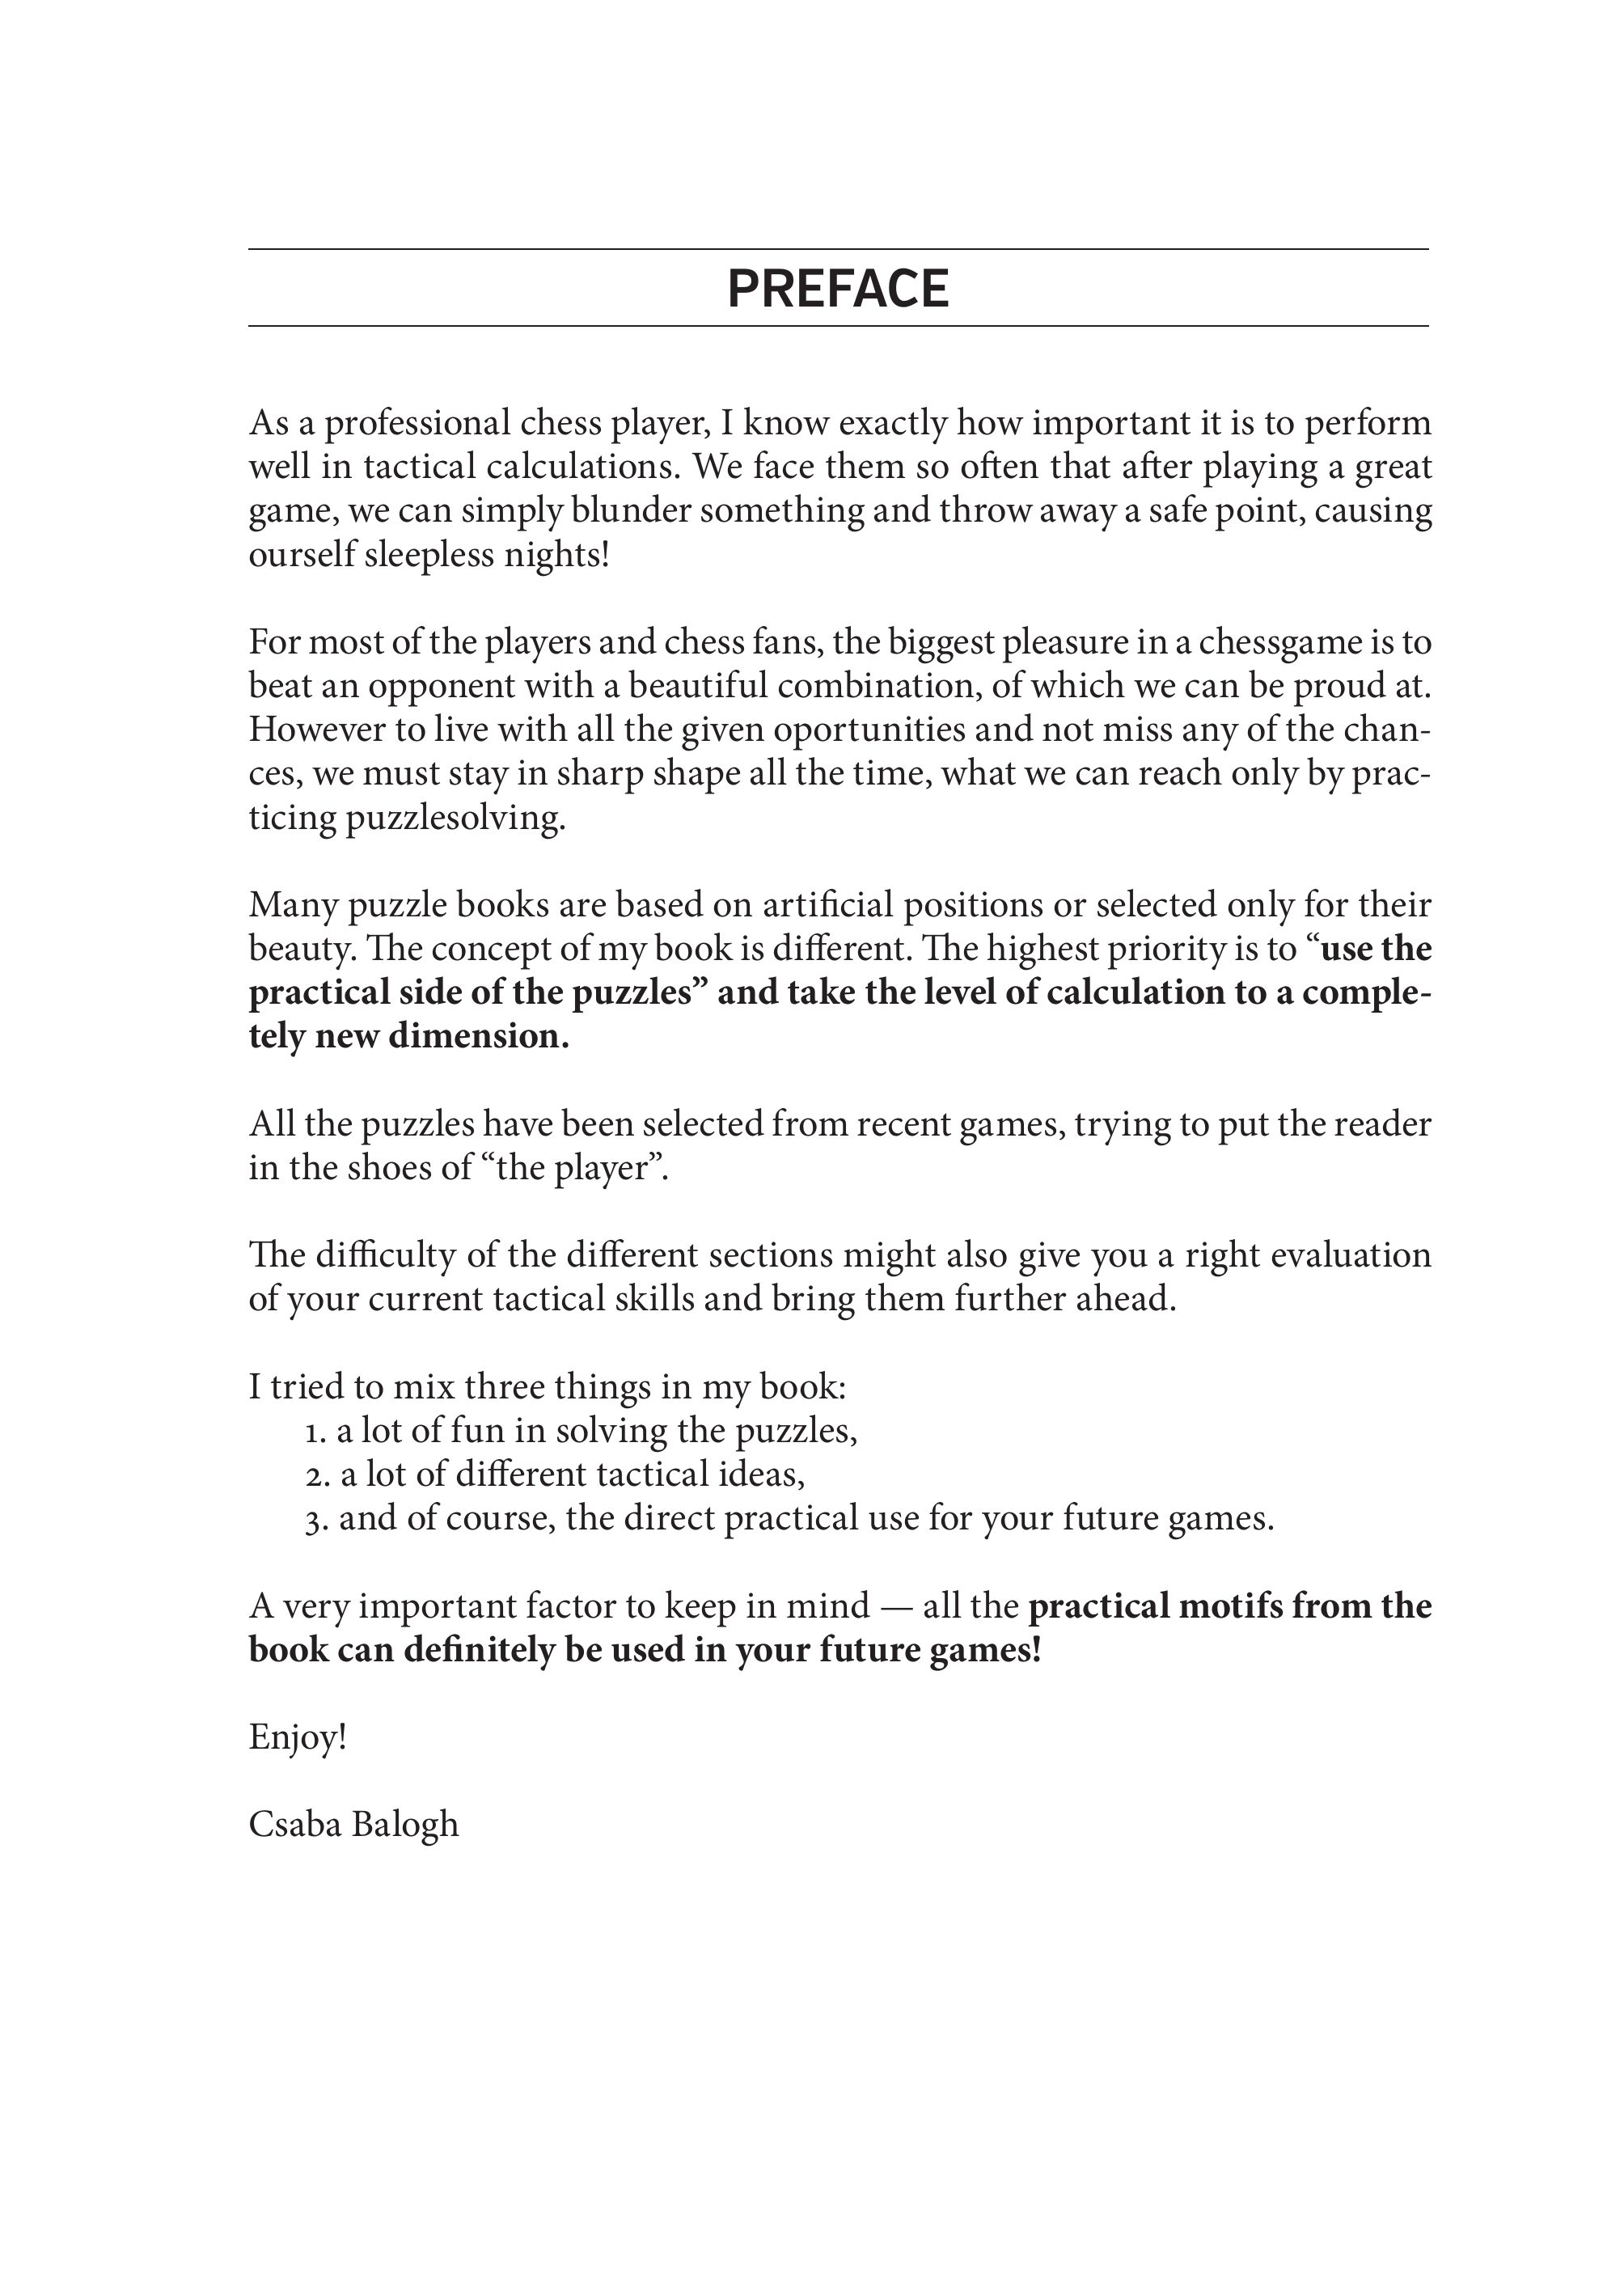 PREFACE
As a professional chess player, I know exactly how important it is to perform
well in tactical calculations. We face them so often that after playing a great
game, we can simply blunder something and throw away a safe point, causing
ourself sleepless nights!
For most of the players and chess fans, the biggest pleasure in a chessgame is to
beat an opponent with a beautiful combination, of which we can be proud at.
However to live with all the given oportunities and not miss any of the chan-
ces, we must stay in sharp shape all the time, what we can reach only by prac-
ticing puzzlesolving.
Many puzzle books are based on artificial positions or selected only for their
beauty. The concept of my book is different. The highest priority is to “use the
practical side of the puzzles” and take the level of calculation to a comple-
tely new dimension.
All the puzzles have been selected from recent games, trying to put the reader
in the shoes of “the player”.
The difficulty of the different sections might also give you a right evaluation
of your current tactical skills and bring them further ahead.
I tried to mix three things in my book:
1. a lot of fun in solving the puzzles,
2. a lot of different tactical ideas,
3. and of course, the direct practical use for your future games.
A very important factor to keep in mind — all the practical motifs from the
book can definitely be used in your future games!
Enjoy!
Csaba Balogh